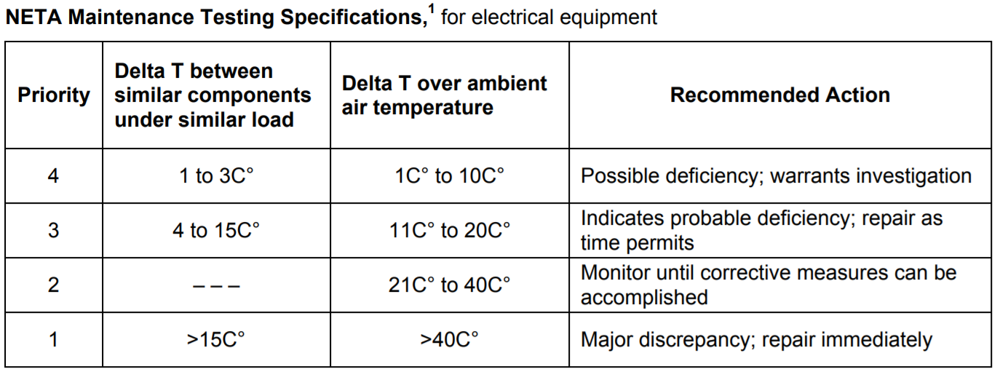 NETA Maintenance Testing Specifications,¹ for electrical equipment
Priority
Delta T between
similar components
under similar load
Delta T over ambient
air temperature
Recommended Action
4
1 to 3C°
1C° to 10C°
Possible deficiency; warrants investigation
3
4 to 15C°
11C° to 20C°
Indicates probable deficiency; repair as
time permits
2
– – –
21C° to 40C°
Monitor until corrective measures can be
accomplished
1
>15C°
>40C°
Major discrepancy; repair immediately